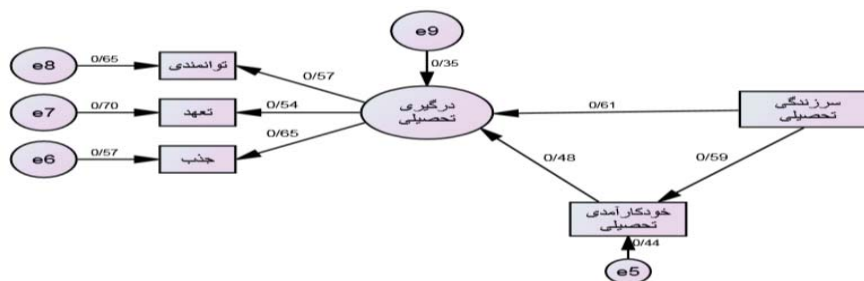 e9
e8
0/65
توانمندی
0/57
0/35
e7
0/70
تعهد
0/54
درگیری
تحصیلی
0/61
سرزندگی
تحصیلی
e6
0/57
جذب
0/65
0/48
0/59
خودکارآمدی
تحصیلی
0/44
e5